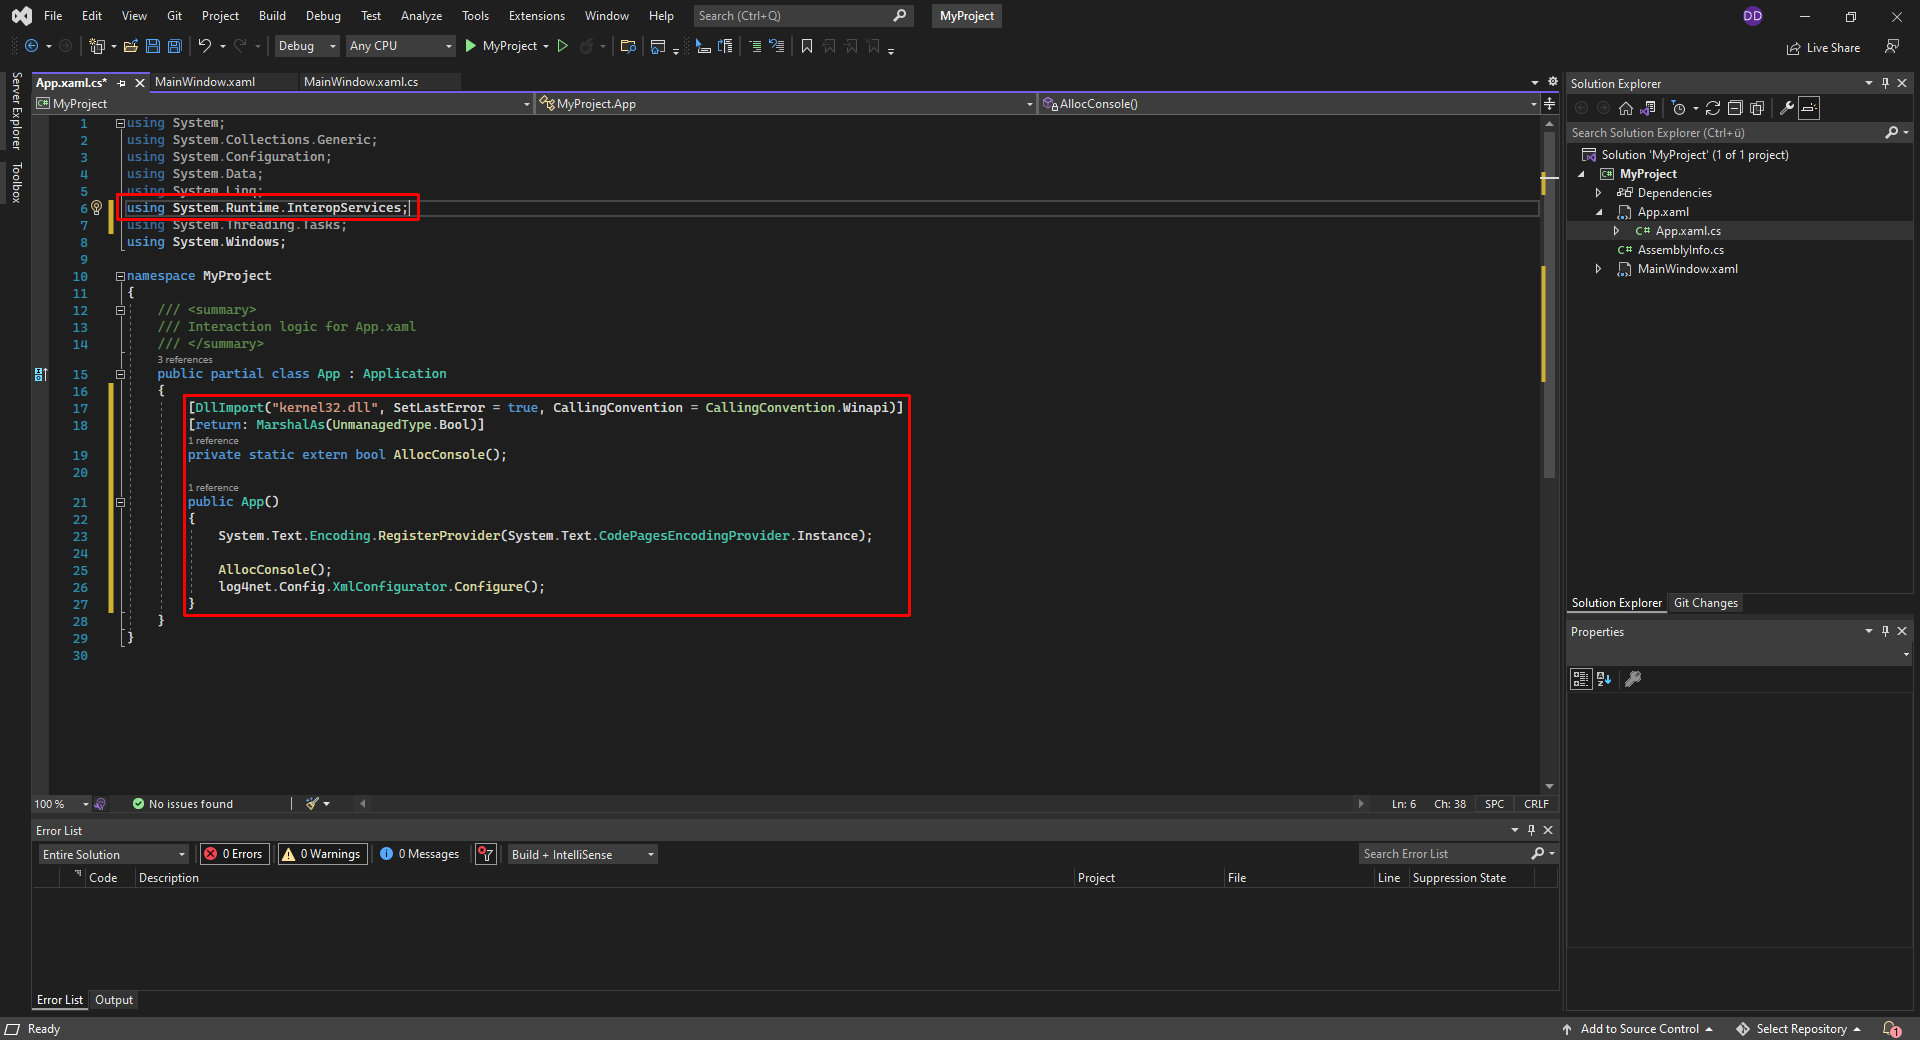 File Edit View Git Project Build Debug Test Analyze Tools Extensions Window Help Search (Ctrl+Q) MyProject DD
Debug Any CPU MyProject Live Share
Server Explorer
Toolbox
App.xaml.cs* MainWindow.xaml MainWindow.xaml.cs
MyProject MyProject.App AllocConsole()
1 using System;
2 using System.Collections.Generic;
3 using System.Configuration;
4 using System.Data;
5 using System.Linq;
6 using System.Runtime.InteropServices;
7 using System.Threading.Tasks;
8 using System.Windows;
9
10 namespace MyProject
11 {
12 /// <summary>
13 /// Interaction logic for App.xaml
14 /// </summary>
3 references
15 public partial class App : Application
16 {
17 [DllImport("kernel32.dll", SetLastError = true, CallingConvention = CallingConvention.Winapi)]
18 [return: MarshalAs(UnmanagedType.Bool)]
1 reference
19 private static extern bool AllocConsole();
20
1 reference
21 public App()
22 {
23 System.Text.Encoding.RegisterProvider(System.Text.CodePagesEncodingProvider.Instance);
24
25 AllocConsole();
26 log4net.Config.XmlConfigurator.Configure();
27 }
28 }
29 }
30
100 % No issues found Ln: 6 Ch: 38 SPC CRLF
Error List
Entire Solution 0 Errors 0 Warnings 0 Messages Build + IntelliSense Search Error List
Code Description Project File Line Suppression State
Error List Output
Solution Explorer
Search Solution Explorer (Ctrl+ü)
Solution 'MyProject' (1 of 1 project)
C# MyProject
Dependencies
App.xaml
C# App.xaml.cs
C# AssemblyInfo.cs
MainWindow.xaml
Solution Explorer Git Changes
Properties
Ready Add to Source Control Select Repository 1